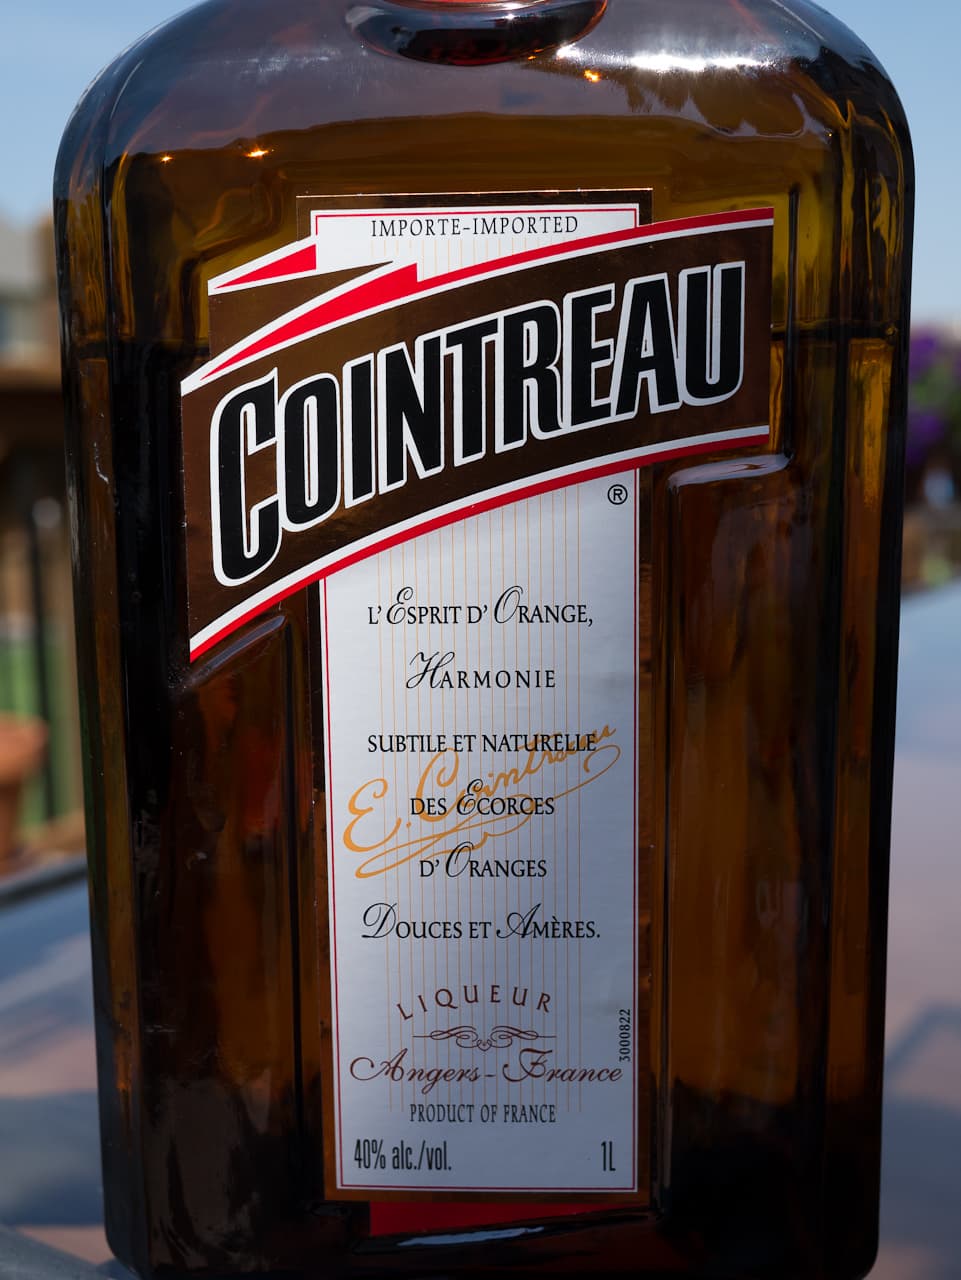 IMPORTE-IMPORTED
COINTREAU
®
L'ESPRIT D'ORANGE,
HARMONIE
SUBTILE ET NATURELLE
E. Cointreau
DES ECORCES
D'ORANGES
DOUCES ET AMÈRES.
LIQUEUR
3000822
Angers-France
PRODUCT OF FRANCE
40% alc./vol.
1L